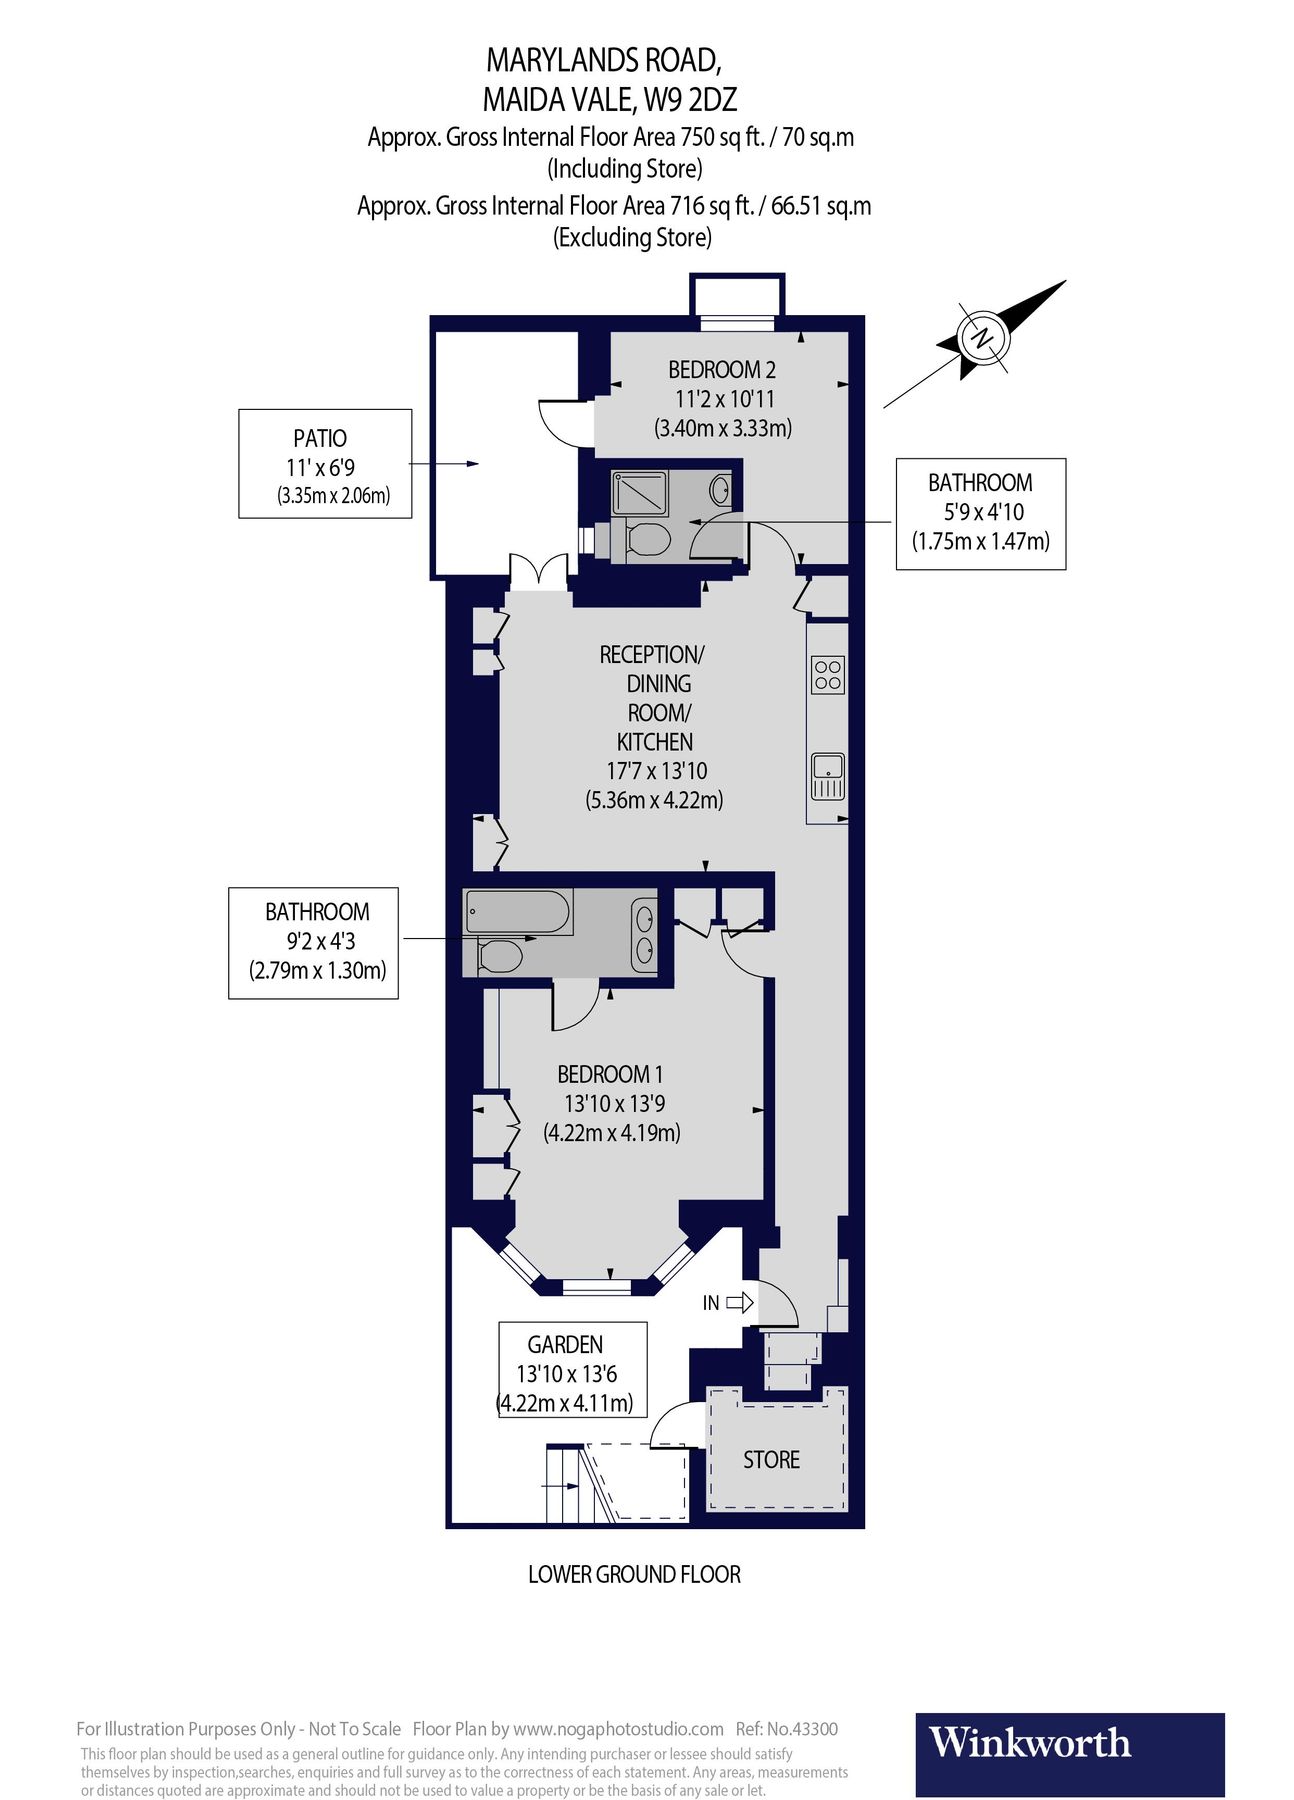 MARYLANDS ROAD,
MAIDA VALE, W9 2DZ
Approx. Gross Internal Floor Area 750 sq ft. / 70 sq.m
(Including Store)
Approx. Gross Internal Floor Area 716 sq ft. / 66.51 sq.m
(Excluding Store)
N
BEDROOM 2
11'2 x 10'11
(3.40m x 3.33m)
PATIO
11' x 6'9
(3.35m x 2.06m)
BATHROOM
5'9 x 4'10
(1.75m x 1.47m)
RECEPTION/
DINING
ROOM/
KITCHEN
17'7 x 13'10
(5.36m x 4.22m)
BATHROOM
9'2 x 4'3
(2.79m x 1.30m)
BEDROOM 1
13'10 x 13'9
(4.22m x 4.19m)
IN
GARDEN
13'10 x 13'6
(4.22m x 4.11m)
STORE
LOWER GROUND FLOOR
For Illustration Purposes Only - Not To Scale Floor Plan by www.nogaphotostudio.com Ref: No.43300
This floor plan should be used as a general outline for guidance only. Any intending purchaser or lessee should satisfy
themselves by inspection,searches, enquiries and full survey as to the correctness of each statement. Any areas, measurements
or distances quoted are approximate and should not be used to value a property or be the basis of any sale or let.
Winkworth